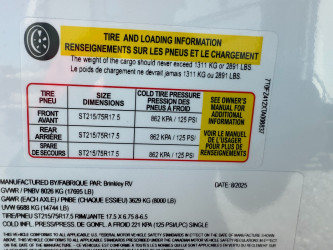 TIRE AND LOADING INFORMATION
RENSEIGNEMENTS SUR LES PNEUS ET LE CHARGEMENT
The weight of the cargo should never exceed 1311 KG or 2891 LBS.
Le poids de chargement ne devrait jamais 1311 KG ou 2891 LBS.
TIRE
PNEU
SIZE
DIMENSIONS
COLD TIRE PRESSURE
PRESSION DES
PNEUS À FROID
FRONT
AVANT
ST215/75R17.5
862 KPA / 125 PSI
REAR
ARRIÈRE
ST215/75R17.5
862 KPA / 125 PSI
SPARE
DE SECOURS
ST215/75R17.5
862 KPA / 125 PSI
SEE OWNER'S
MANUAL FOR
ADDITIONAL
INFORMATION
VOIR LE MANUEL
DE L'USAGER
POUR PLUS DE
RENSEIGNEMENTS
MANUFACTURED BY/FABRIQUE PAR: Brinkley RV
DATE: 8/2025
GVWR / PNBV 8026 KG (17695 LB)
GAWR (EACH AXLE) / PNBE (CHAQUE ESSIEU) 3629 KG (8000 LB)
UVW 6688 KG (14744 LB)
TIRE/PNEU ST215/75R17.5 RIM/JANTE 17.5 X 6.75 8-6.5
COLD INFL. PRESS/PRESS. DE GONFL. A FROID 221 KPA (125 PSI/LPC) SINGLE